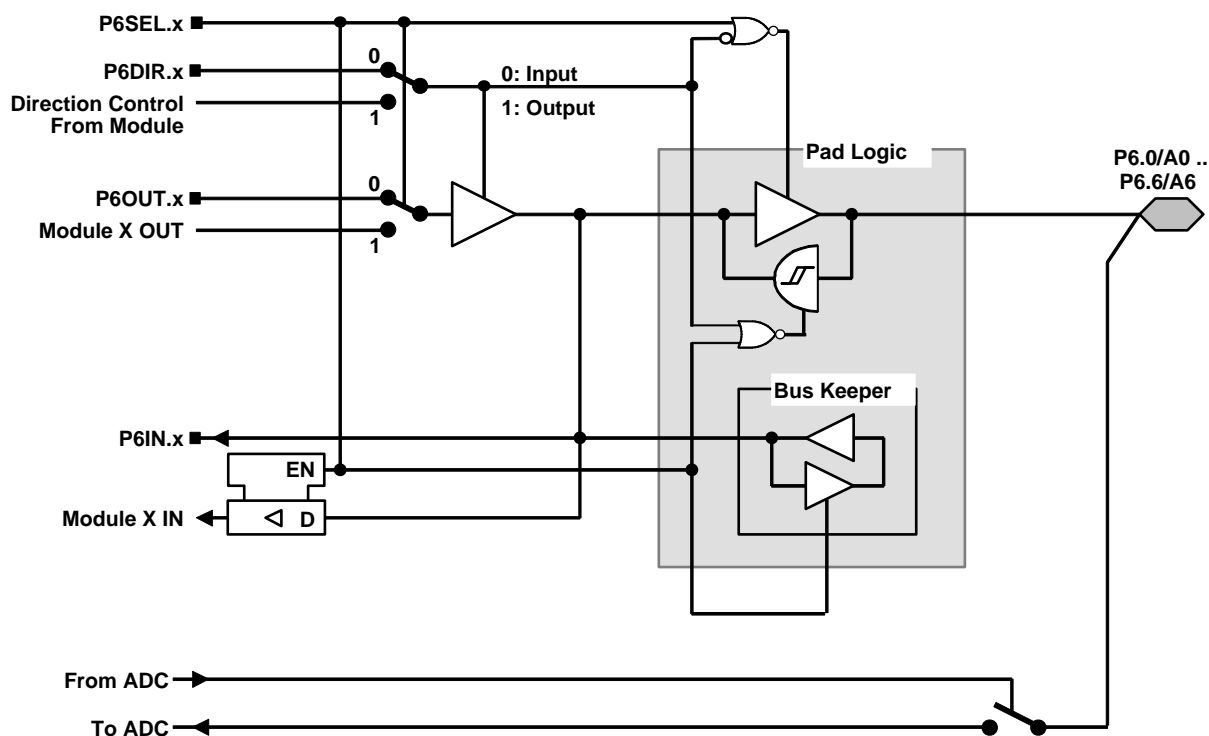 P6SEL.x
0
P6DIR.x
0: Input
Direction Control
From Module
1
1: Output
Pad Logic
P6.0/A0 ..
P6.6/A6
P6OUT.x
0
Module X OUT
1
Bus Keeper
P6IN.x
EN
Module X IN
D
From ADC
To ADC